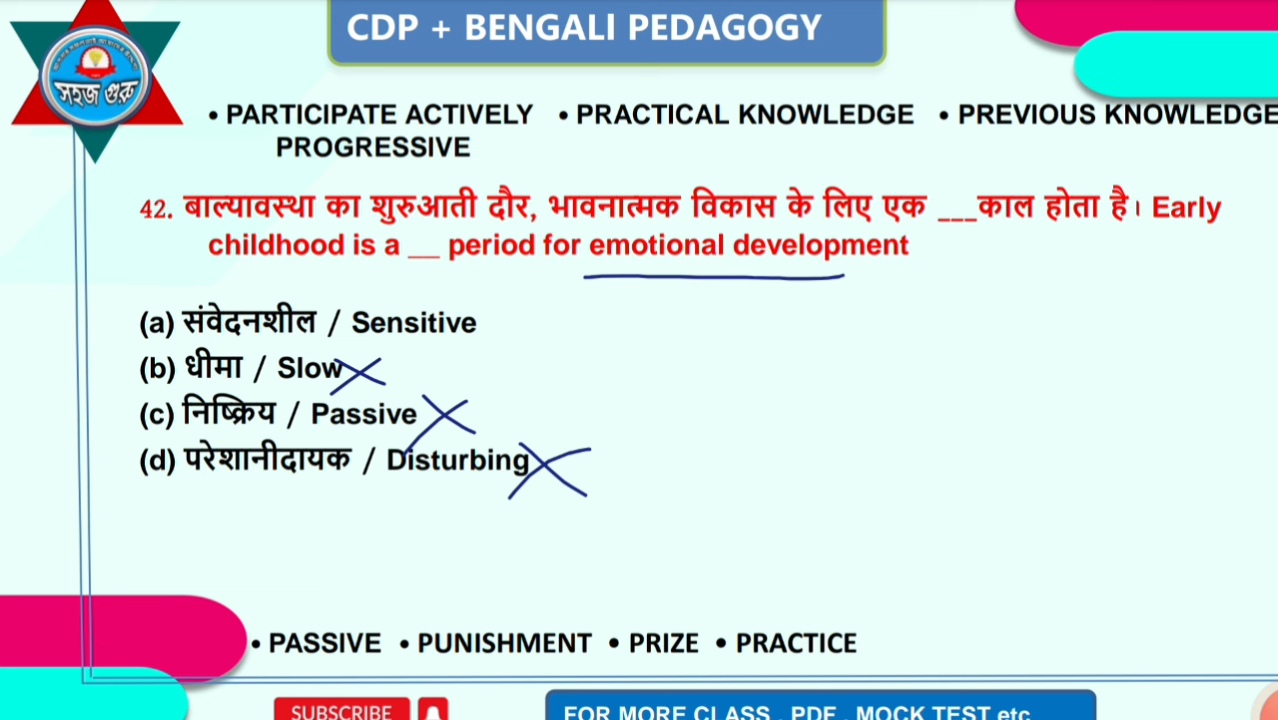 CDP + BENGALI PEDAGOGY
সহজ গুরু
• PARTICIPATE ACTIVELY • PRACTICAL KNOWLEDGE • PREVIOUS KNOWLEDGE
PROGRESSIVE
42. बाल्यावस्था का शुरुआती दौर, भावनात्मक विकास के लिए एक ___काल होता है। Early
childhood is a __ period for emotional development
(a) संवेदनशील / Sensitive
(b) धीमा / Slow
(c) निष्क्रिय / Passive
(d) परेशानीदायक / Disturbing
• PASSIVE • PUNISHMENT • PRIZE • PRACTICE
SUBSCRIBE
FOR MORE CLASS , PDF , MOCK TEST etc